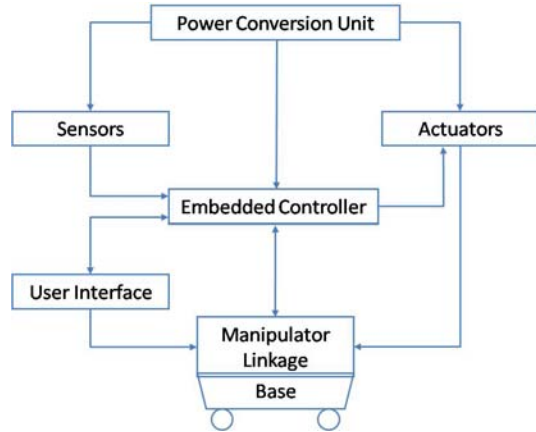 Power Conversion Unit
Sensors
Actuators
Embedded Controller
User Interface
Manipulator
Linkage
Base